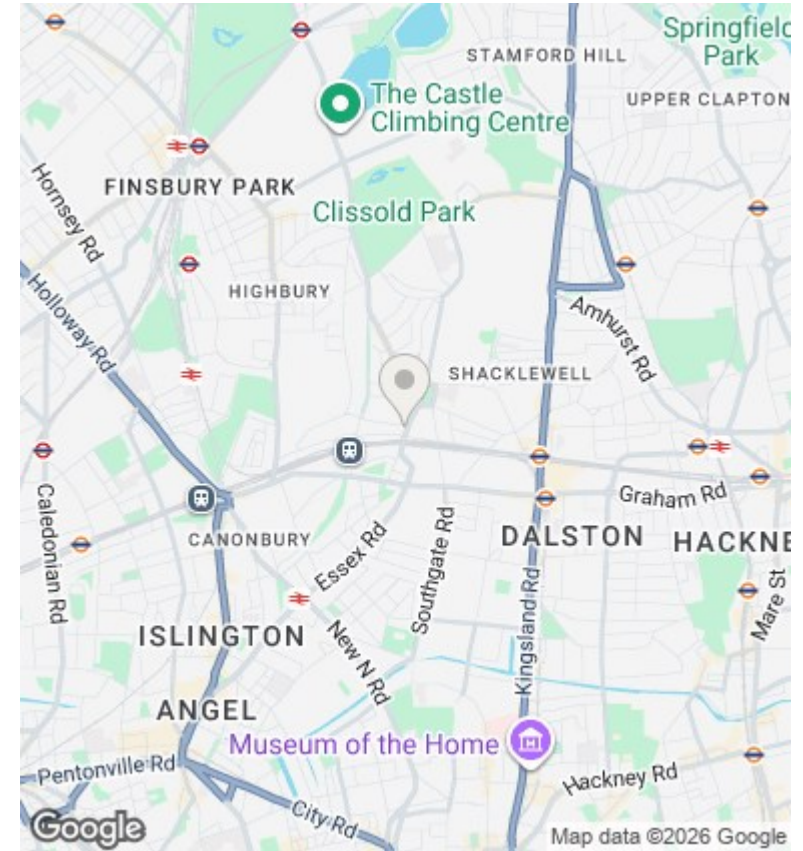 Springfield
Park
STAMFORD HILL
The Castle
Climbing Centre
UPPER CLAPTON
FINSBURY PARK
Hornsey Rd
Clissold Park
HIGHBURY
Holloway Rd
Amhurst Rd
SHACKLEWELL
Caledonian Rd
Graham Rd
CANONBURY
Essex Rd
Southgate Rd
DALSTON
HACKNE
Kingsland Rd
Mare St
ISLINGTON
New N Rd
ANGEL
Museum of the Home
Pentonville Rd
City Rd
Hackney Rd
Google
Map data ©2026 Google